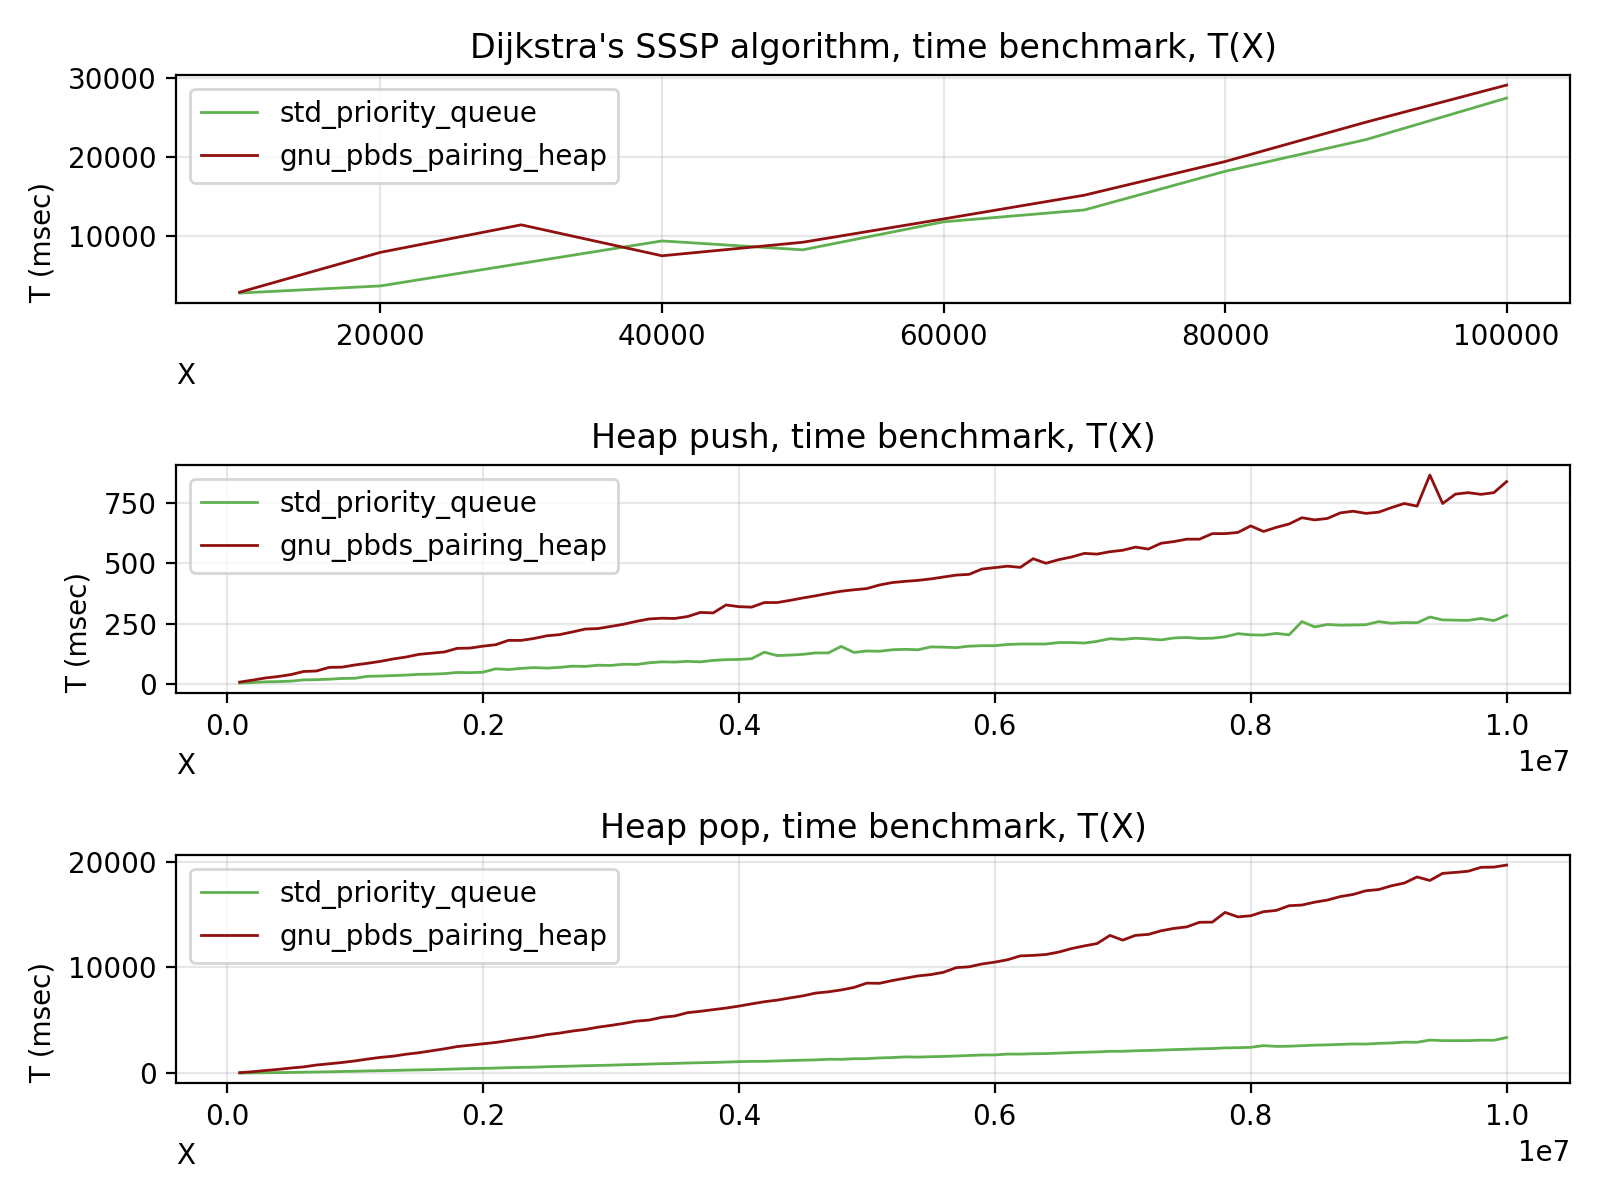 Dijkstra's SSSP algorithm, time benchmark, T(X)
30000
20000
10000
T (msec)
std_priority_queue
gnu_pbds_pairing_heap
20000 40000 60000 80000 100000
X
Heap push, time benchmark, T(X)
750
500
250
0
T (msec)
std_priority_queue
gnu_pbds_pairing_heap
0.0 0.2 0.4 0.6 0.8 1.0
1e7
X
Heap pop, time benchmark, T(X)
20000
10000
0
T (msec)
std_priority_queue
gnu_pbds_pairing_heap
0.0 0.2 0.4 0.6 0.8 1.0
1e7
X